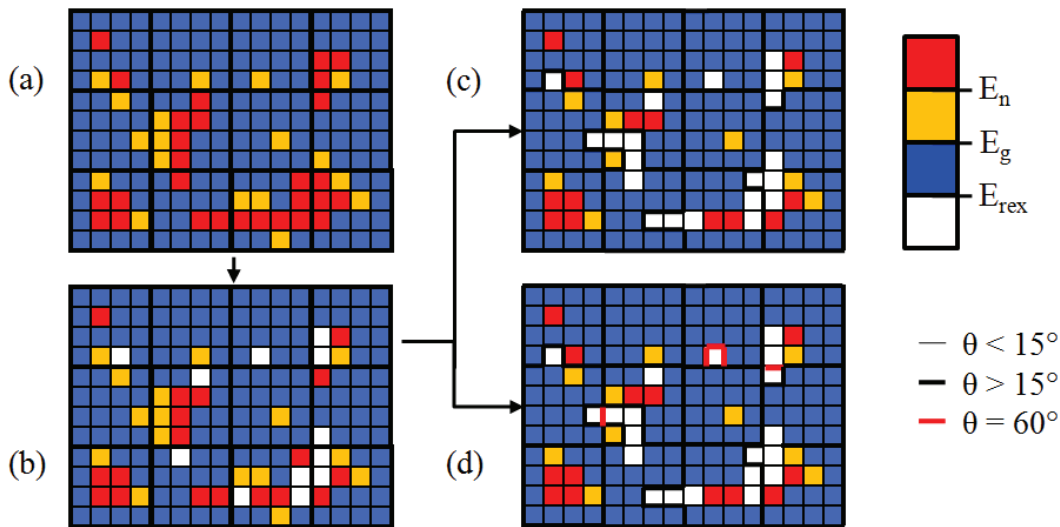 (a)
(c)
E_n
E_g
E_rex
θ < 15°
θ > 15°
θ = 60°
(b)
(d)